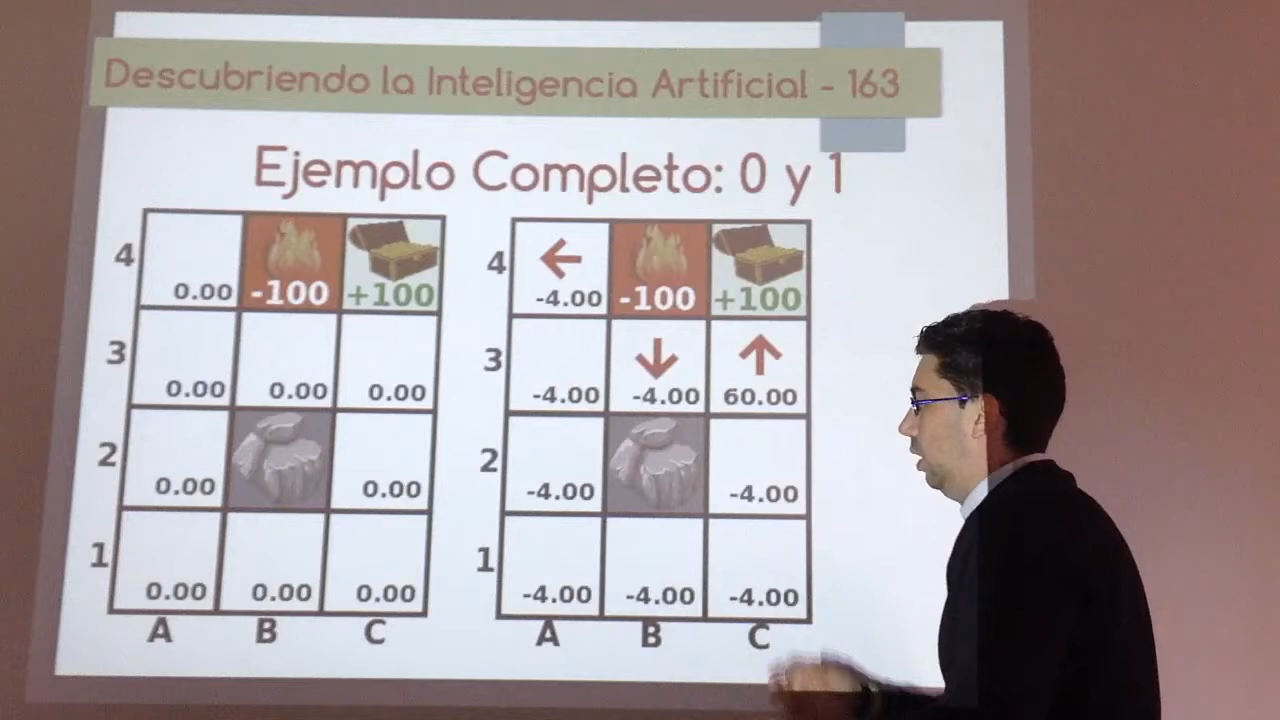 Descubriendo la Inteligencia Artificial - 163
Ejemplo Completo: 0 y 1
4 0.00 -100 +100
3 0.00 0.00 0.00
2 0.00 0.00
1 0.00 0.00 0.00
A B C
4 -4.00 -100 +100
3 -4.00 -4.00 60.00
2 -4.00 -4.00
1 -4.00 -4.00 -4.00
A B C